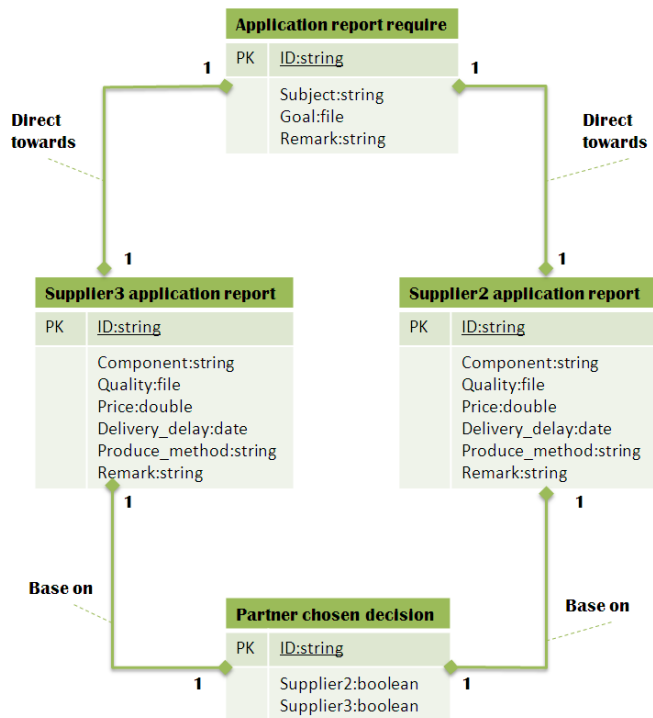 Application report require
PK ID:string
Subject:string
Goal:file
Remark:string
1
1
Direct
towards
Direct
towards
1
1
Supplier3 application report
PK ID:string
Component:string
Quality:file
Price:double
Delivery_delay:date
Produce_method:string
Remark:string
Supplier2 application report
PK ID:string
Component:string
Quality:file
Price:double
Delivery_delay:date
Produce_method:string
Remark:string
1
1
Base on
Base on
Partner chosen decision
PK ID:string
Supplier2:boolean
Supplier3:boolean
1
1